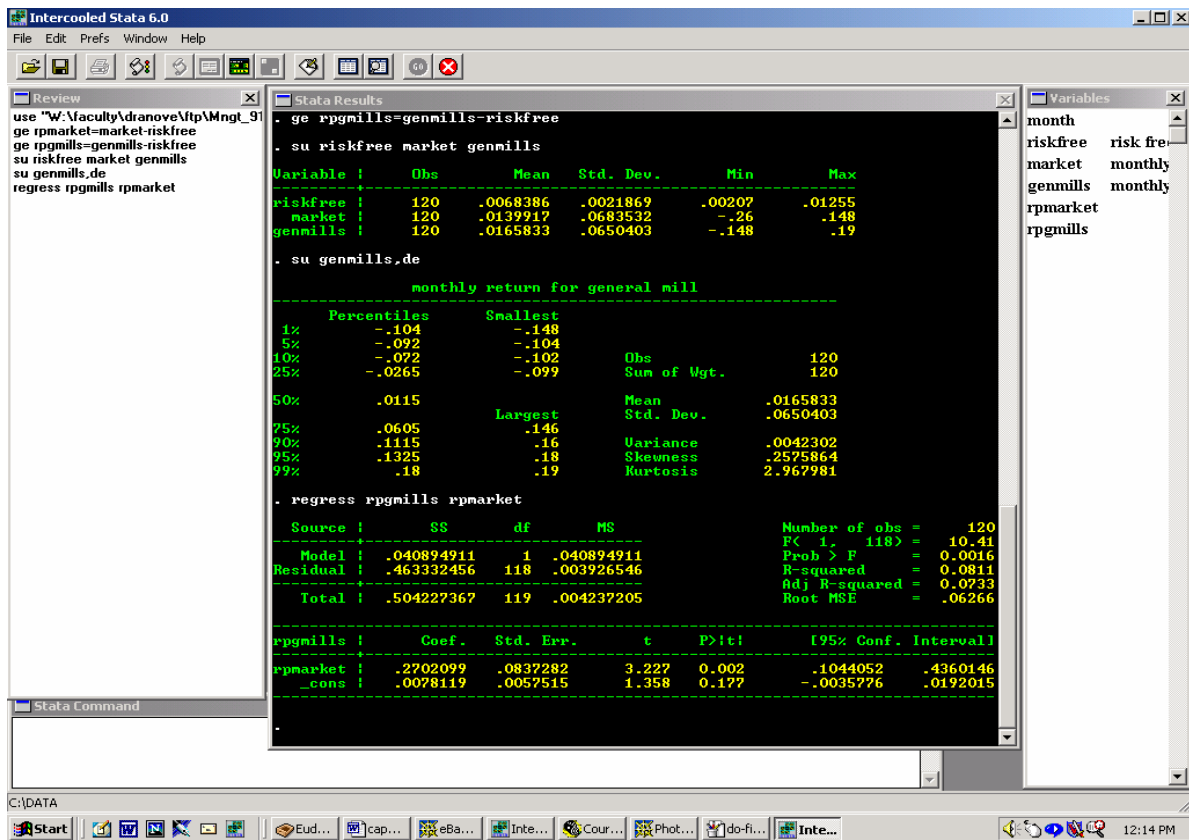 Intercooled Stata 6.0
File Edit Prefs Window Help
Review
use "W:\faculty\dranove\ftp\Mngt_91
ge rpmarket=market-riskfree
ge rpgmills=genmills-riskfree
su riskfree market genmills
su genmills,de
regress rpgmills rpmarket
Stata Results
. ge rpgmills=genmills-riskfree
. su riskfree market genmills
Variable | Obs Mean Std. Dev. Min Max
riskfree | 120 .0068386 .0021869 .00207 .01255
market | 120 .0139917 .0683532 -.26 .148
genmills | 120 .0165833 .0650403 -.148 .19
. su genmills,de
monthly return for general mill
Percentiles Smallest
1% -.104 -.148
5% -.092 -.104
10% -.072 -.102 Obs 120
25% -.0265 -.099 Sum of Wgt. 120
50% .0115 Mean .0165833
Largest Std. Dev. .0650403
75% .0605 .146
90% .1115 .16 Variance .0042302
95% .1325 .18 Skewness .2575864
99% .18 .19 Kurtosis 2.967981
. regress rpgmills rpmarket
Source | SS df MS Number of obs = 120
F( 1, 118) = 10.41
Model | .040894911 1 .040894911 Prob > F = 0.0016
Residual | .463332456 118 .003926546 R-squared = 0.0811
Adj R-squared = 0.0733
Total | .504227367 119 .004237205 Root MSE = .06266
rpgmills | Coef. Std. Err. t P>|t| [95% Conf. Interval]
rpmarket | .2702099 .0837282 3.227 0.002 .1044052 .4360146
_cons | .0078119 .0057515 1.358 0.177 -.0035776 .0192015
.
Variables
month
riskfree risk fre
market monthly
genmills monthly
rpmarket
rpgmills
Stata Command
C:\DATA
Start
Eud...
cap...
eBa...
Inte...
Cour...
Phot...
do-fi...
Inte...
12:14 PM